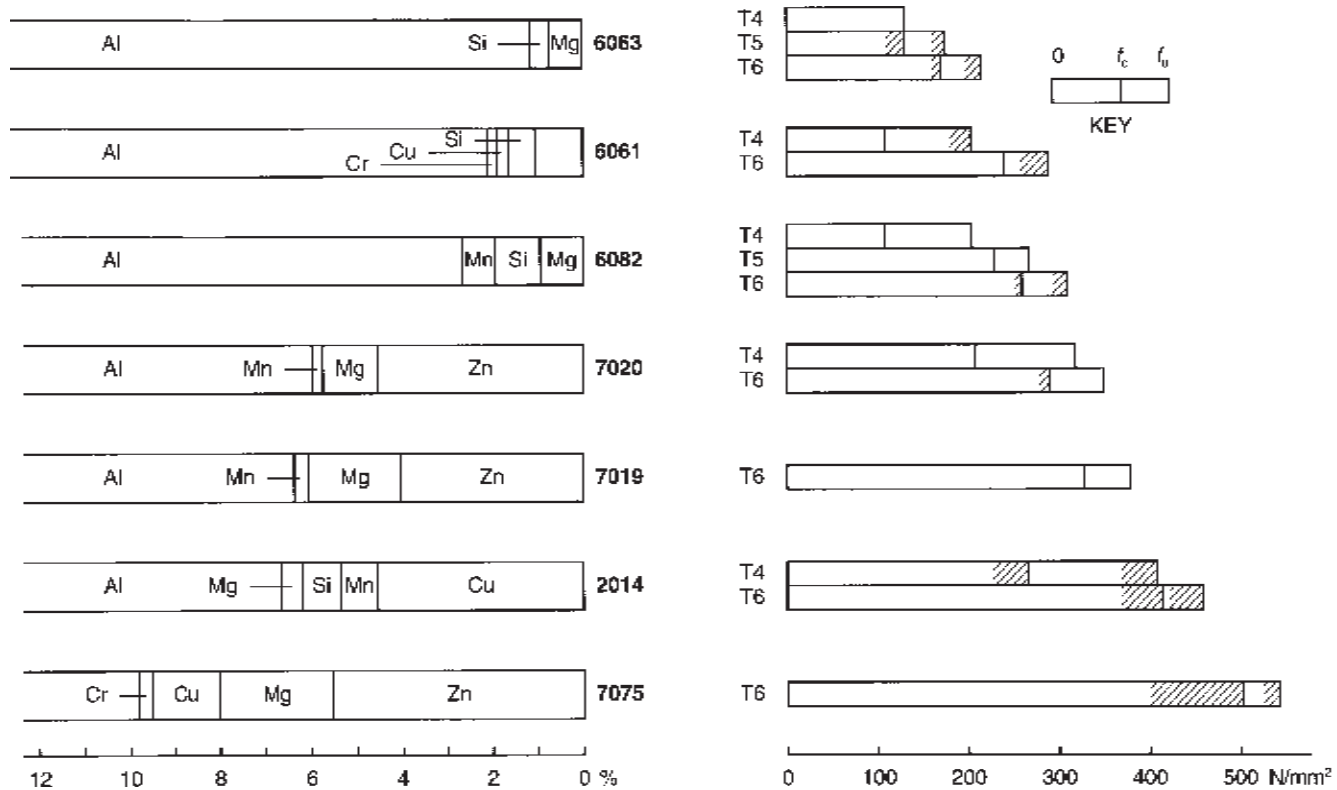 Al Si Mg 6063
T4
T5
T6
0 fc fu
KEY
Al Cr Cu Si 6061
T4
T6
Al Mn Si Mg 6082
T4
T5
T6
Al Mn Mg Zn 7020
T4
T6
Al Mn Mg Zn 7019
T6
Al Mg Si Mn Cu 2014
T4
T6
Cr Cu Mg Zn 7075
T6
12 10 8 6 4 2 0 %
0 100 200 300 400 500 N/mm²